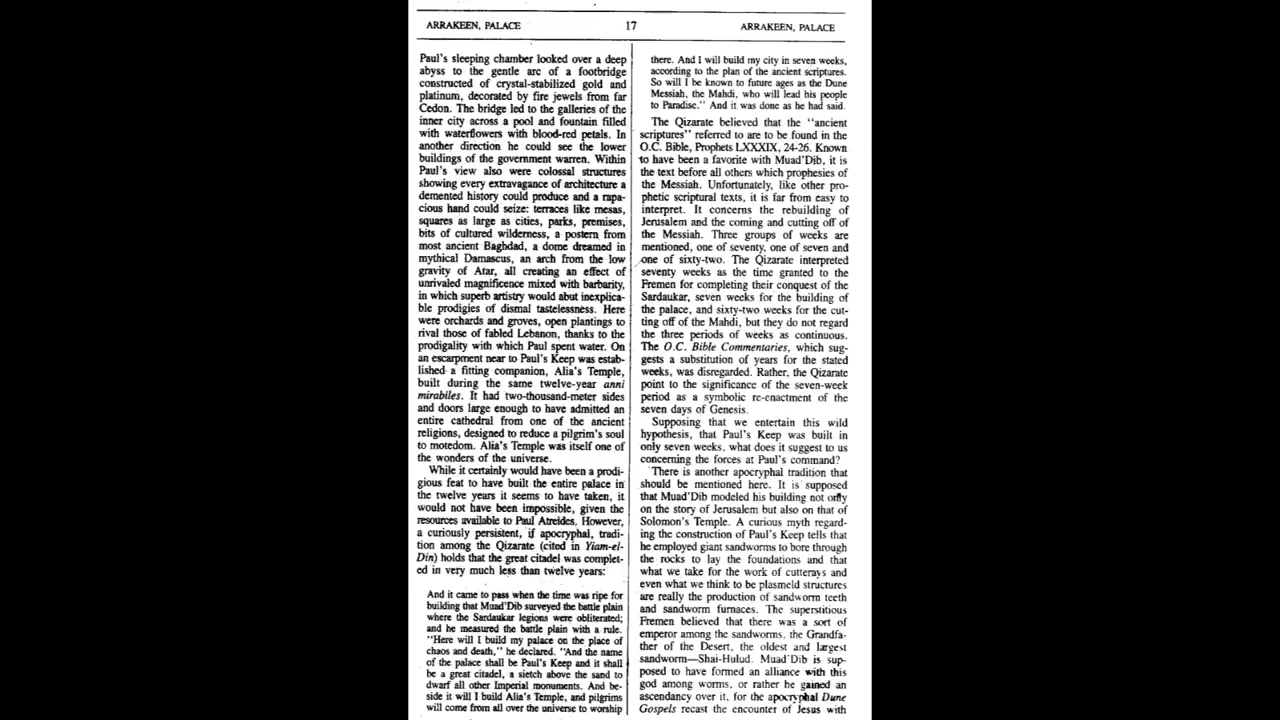 ARRAKEEN, PALACE 17 ARRAKEEN, PALACE
Paul's sleeping chamber looked over a deep
abyss to the gentle arc of a footbridge
constructed of crystal-stabilized gold and
platinum, decorated by fire jewels from far
Cedon. The bridge led to the galleries of the
inner city across a pool and fountain filled
with waterflowers with blood-red petals. In
another direction he could see the lower
buildings of the government warren. Within
Paul's view also were colossal structures
showing every extravagance of architecture a
demented history could produce and a rapa-
cious hand could seize: terraces like mesas,
squares as large as cities, parks, premises,
bits of cultured wilderness, a postern from
most ancient Baghdad, a dome dreamed in
mythical Damascus, an arch from the low
gravity of Atar, all creating an effect of
unrivaled magnificence mixed with barbarity,
in which superb artistry would abut inexplica-
ble prodigies of dismal tastelessness. Here
were orchards and groves, open plantings to
rival those of fabled Lebanon, thanks to the
prodigality with which Paul spent water. On
an escarpment near to Paul's Keep was estab-
lished a fitting companion, Alia's Temple,
built during the same twelve-year anni
mirabiles. It had two-thousand-meter sides
and doors large enough to have admitted an
entire cathedral from one of the ancient
religions, designed to reduce a pilgrim's soul
to motedom. Alia's Temple was itself one of
the wonders of the universe.
While it certainly would have been a prodi-
gious feat to have built the entire palace in
the twelve years it seems to have taken, it
would not have been impossible, given the
resources available to Paul Atreides. However,
a curiously persistent, if apocryphal, tradi-
tion among the Qizarate (cited in Yiam-el-
Din) holds that the great citadel was complet-
ed in very much less than twelve years:
And it came to pass when the time was ripe for
building that Muad'Dib surveyed the battle plain
where the Sardaukar legions were obliterated;
and he measured the battle plain with a rule.
"Here will I build my palace on the place of
chaos and death," he declared. "And the name
of the palace shall be Paul's Keep and it shall
be a great citadel, a sietch above the sand to
dwarf all other Imperial monuments. And be-
side it will I build Alia's Temple, and pilgrims
will come from all over the universe to worship
there. And I will build my city in seven weeks,
according to the plan of the ancient scriptures.
So will I be known to future ages as the Dune
Messiah, the Mahdi, who will lead his people
to Paradise." And it was done as he had said.
The Qizarate believed that the "ancient
scriptures" referred to are to be found in the
O.C. Bible, Prophets LXXXIX, 24-26. Known
to have been a favorite with Muad'Dib, it is
the text before all others which prophesies of
the Messiah. Unfortunately, like other pro-
phetic scriptural texts, it is far from easy to
interpret. It concerns the rebuilding of
Jerusalem and the coming and cutting off of
the Messiah. Three groups of weeks are
mentioned, one of seventy, one of seven and
one of sixty-two. The Qizarate interpreted
seventy weeks as the time granted to the
Fremen for completing their conquest of the
Sardaukar, seven weeks for the building of
the palace, and sixty-two weeks for the cut-
ting off of the Mahdi, but they do not regard
the three periods of weeks as continuous.
The O.C. Bible Commentaries, which sug-
gests a substitution of years for the stated
weeks, was disregarded. Rather, the Qizarate
point to the significance of the seven-week
period as a symbolic re-enactment of the
seven days of Genesis.
Supposing that we entertain this wild
hypothesis, that Paul's Keep was built in
only seven weeks, what does it suggest to us
concerning the forces at Paul's command?
There is another apocryphal tradition that
should be mentioned here. It is supposed
that Muad'Dib modeled his building not only
on the story of Jerusalem but also on that of
Solomon's Temple. A curious myth regard-
ing the construction of Paul's Keep tells that
he employed giant sandworms to bore through
the rocks to lay the foundations and that
what we take for the work of cutterays and
even what we think to be plasmeld structures
are really the production of sandworm teeth
and sandworm furnaces. The superstitious
Fremen believed that there was a sort of
emperor among the sandworms, the Grandfa-
ther of the Desert, the oldest and largest
sandworm—Shai-Hulud. Muad'Dib is sup-
posed to have formed an alliance with this
god among worms, or rather he gained an
ascendancy over it, for the apocryphal Dune
Gospels recast the encounter of Jesus with